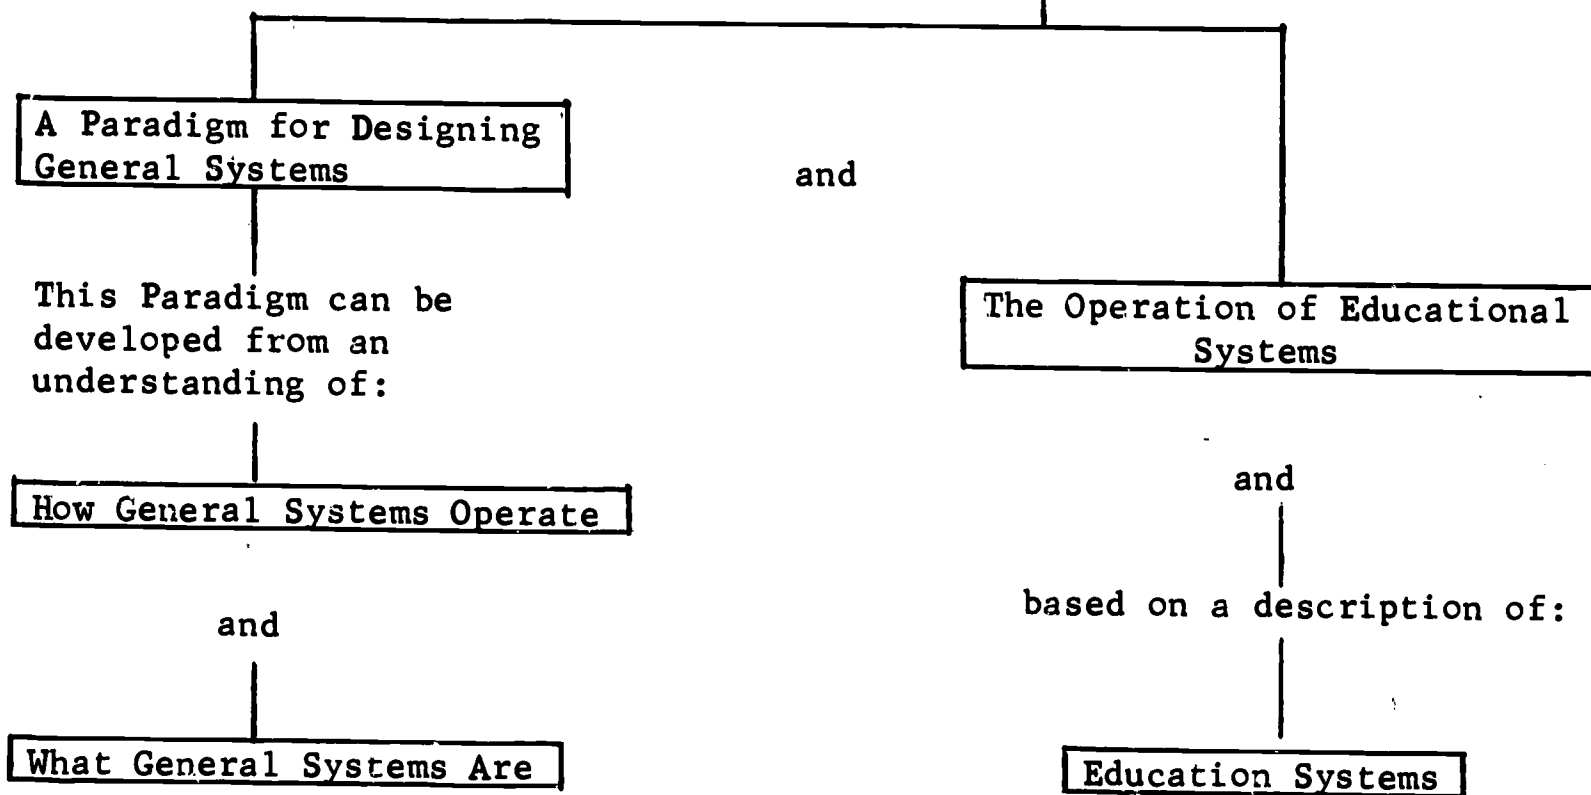 A Paradigm for Designing
General Systems
and
This Paradigm can be
developed from an
understanding of:
The Operation of Educational
Systems
How General Systems Operate
and
and
based on a description of:
What General Systems Are
Education Systems